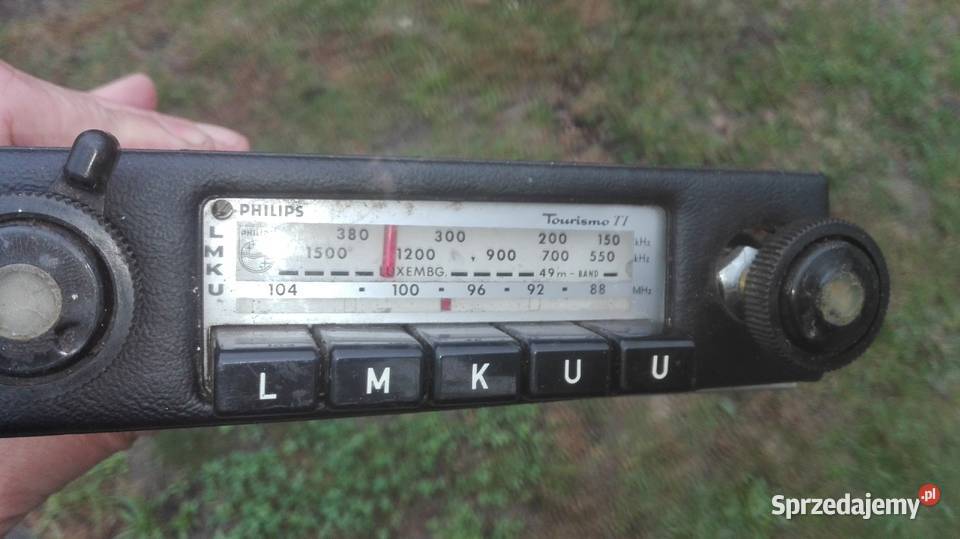 PHILIPS Tourismo 77
L 380 300 200 150 kHz
M 1500 1200 900 700 550 kHz
K LUXEMBG. 49m - BAND
U 104 - 100 - 96 - 92 - 88 MHz
L M K U U
Sprzedajemy.pl